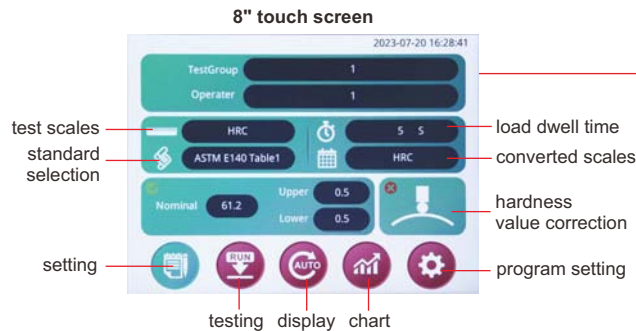 8" touch screen
2023-07-20 16:28:41
TestGroup 1
Operater 1
test scales HRC 5 S load dwell time
standard selection ASTM E140 Table1 HRC converted scales
Nominal 61.2 Upper 0.5
Lower 0.5
hardness
value correction
setting RUN AUTO program setting
testing display chart